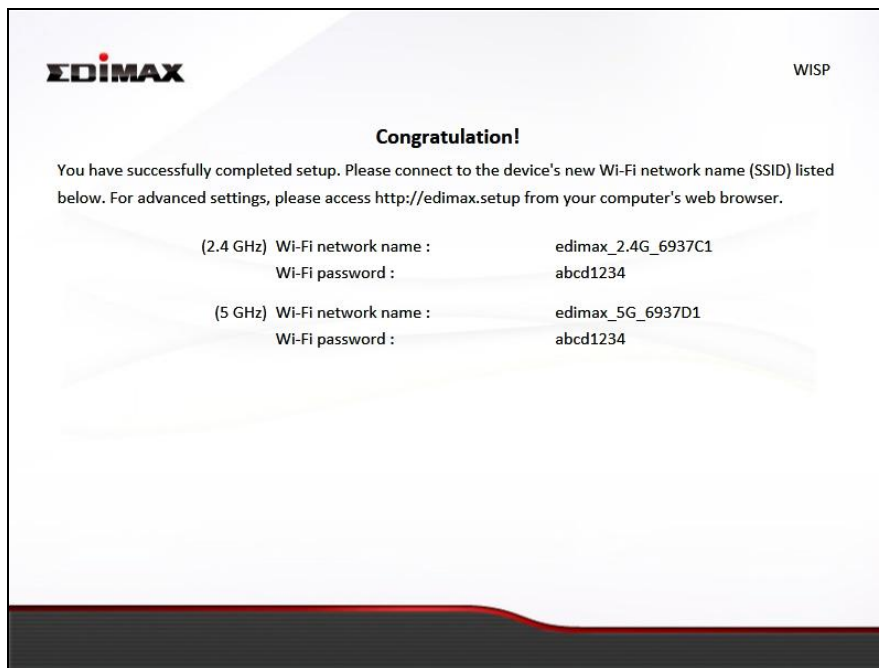 EDIMAX
WISP
Congratulation!
You have successfully completed setup. Please connect to the device's new Wi-Fi network name (SSID) listed
below. For advanced settings, please access http://edimax.setup from your computer's web browser.
(2.4 GHz) Wi-Fi network name : edimax_2.4G_6937C1
Wi-Fi password : abcd1234
(5 GHz) Wi-Fi network name : edimax_5G_6937D1
Wi-Fi password : abcd1234